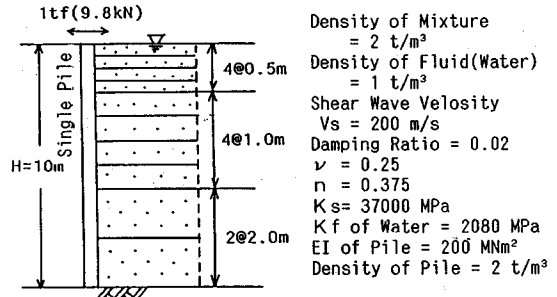 1tf(9.8kN)
Single Pile
H=10m
4@0.5m
4@1.0m
2@2.0m
Density of Mixture
= 2 t/m³
Density of Fluid(Water)
= 1 t/m³
Shear Wave Velocity
Vs = 200 m/s
Damping Ratio = 0.02
ν = 0.25
n = 0.375
Ks= 37000 MPa
Kf of Water = 2080 MPa
EI of Pile = 200 MNm²
Density of Pile = 2 t/m³